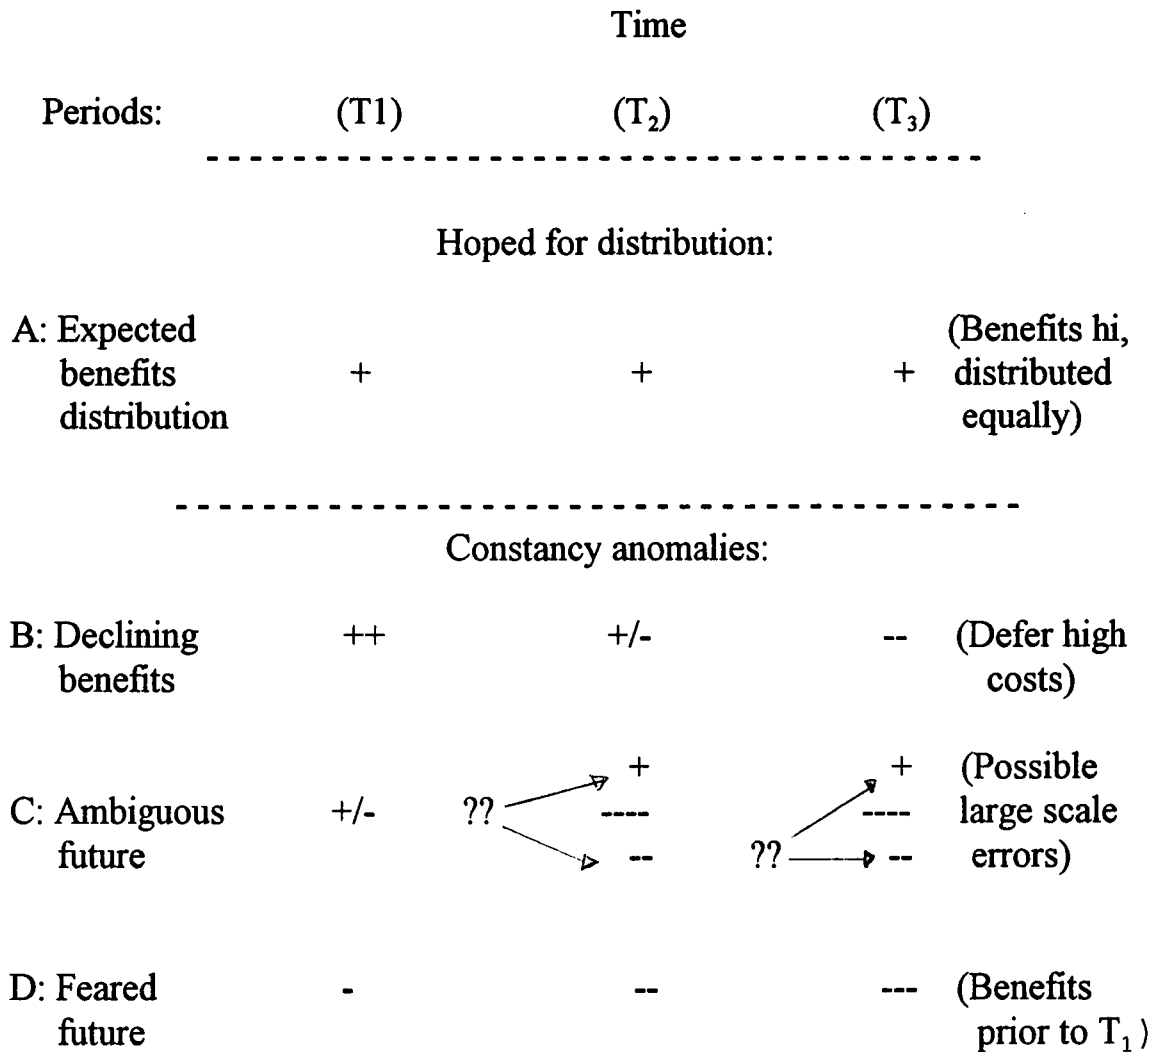 Time
Periods: (T1) (T₂) (T₃)
- - - - - - - - - - - - - - - - - - - - - - - - - - - - - - - - - - -
Hoped for distribution:
A: Expected (Benefits hi,
benefits + + + distributed
distribution equally)
- - - - - - - - - - - - - - - - - - - - - - - - - - - - - - - - - - - - - -
Constancy anomalies:
B: Declining ++ +/- -- (Defer high
benefits costs)
+ + (Possible
C: Ambiguous +/- ?? ---- ---- large scale
future -- ?? -- errors)
D: Feared - -- --- (Benefits
future prior to T₁)